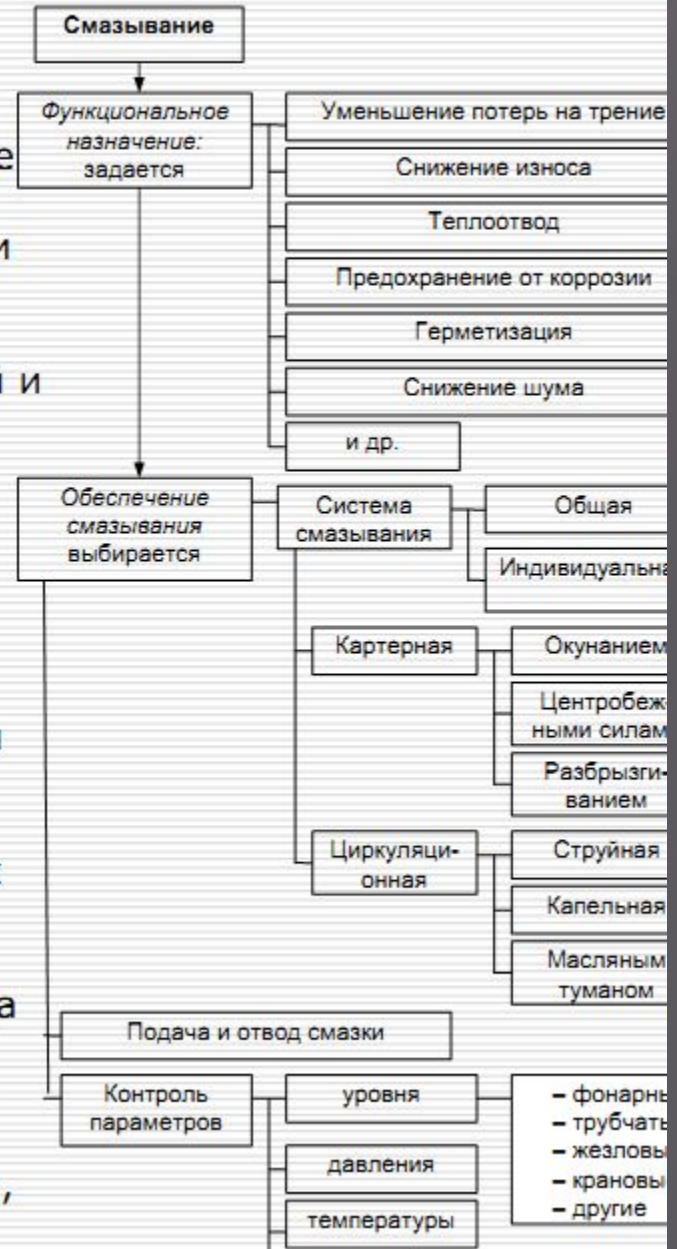 Смазывание
Функциональное
назначение:
задается
Уменьшение потерь на трение
Снижение износа
Теплоотвод
Предохранение от коррозии
Герметизация
Снижение шума
и др.
Обеспечение
смазывания
выбирается
Система
смазывания
Общая
Картерная
Окунанием
Центробеж-
ными
Разбрызги-
ванием
Циркуляци-
онная
Струйная
Капельная
Масляным
туманом
Подача и отвод смазки
Контроль
параметров
уровня
– другие
давления
температуры
и